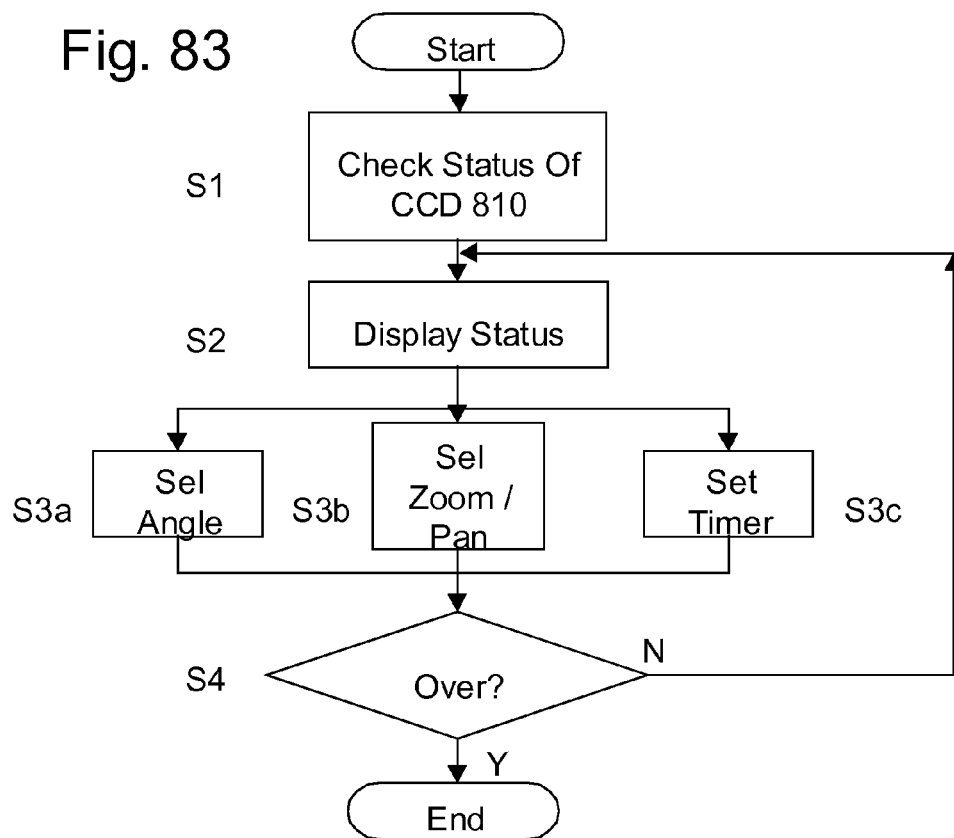 Fig. 83
Start
S1
Check Status Of
CCD 810
S2
Display Status
S3a
Sel
Angle
S3b
Sel
Zoom /
Pan
Set
Timer
S3c
S4
Over?
N
Y
End